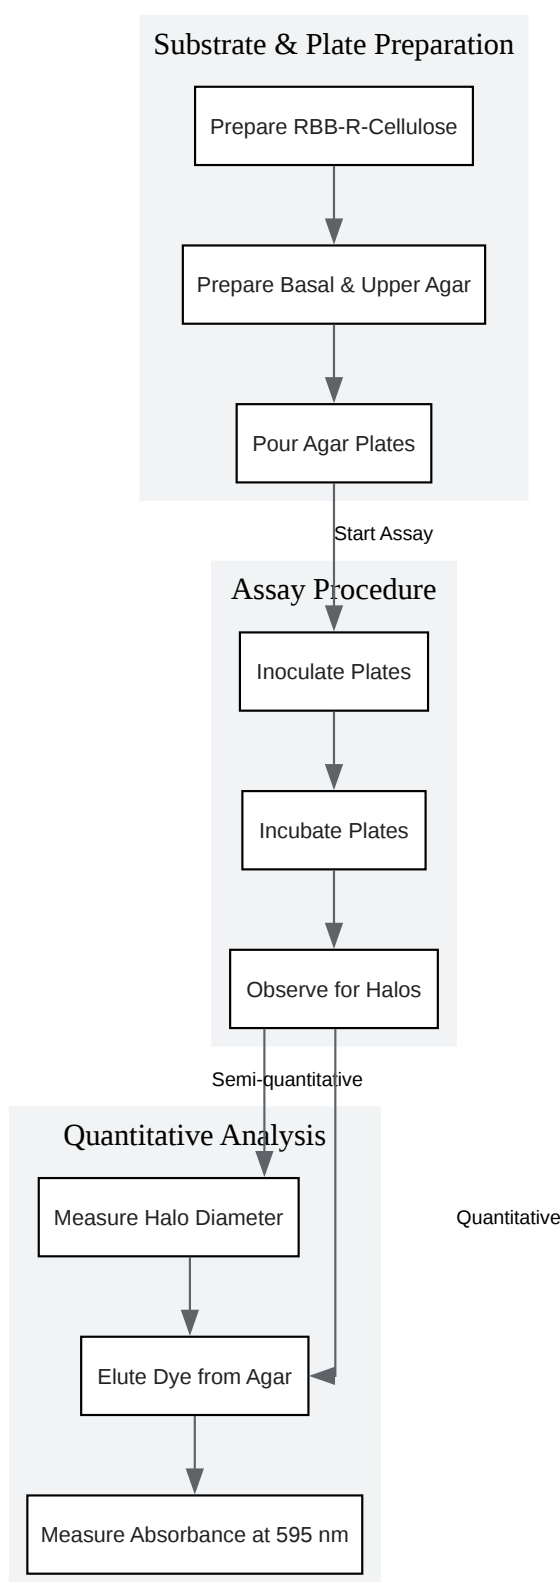 Substrate & Plate Preparation
Prepare RBB-R-Cellulose
Prepare Basal & Upper Agar
Pour Agar Plates
Start Assay
Assay Procedure
Inoculate Plates
Incubate Plates
Observe for Halos
Semi-quantitative
Quantitative Analysis
Measure Halo Diameter
Quantitative
Elute Dye from Agar
Measure Absorbance at 595 nm